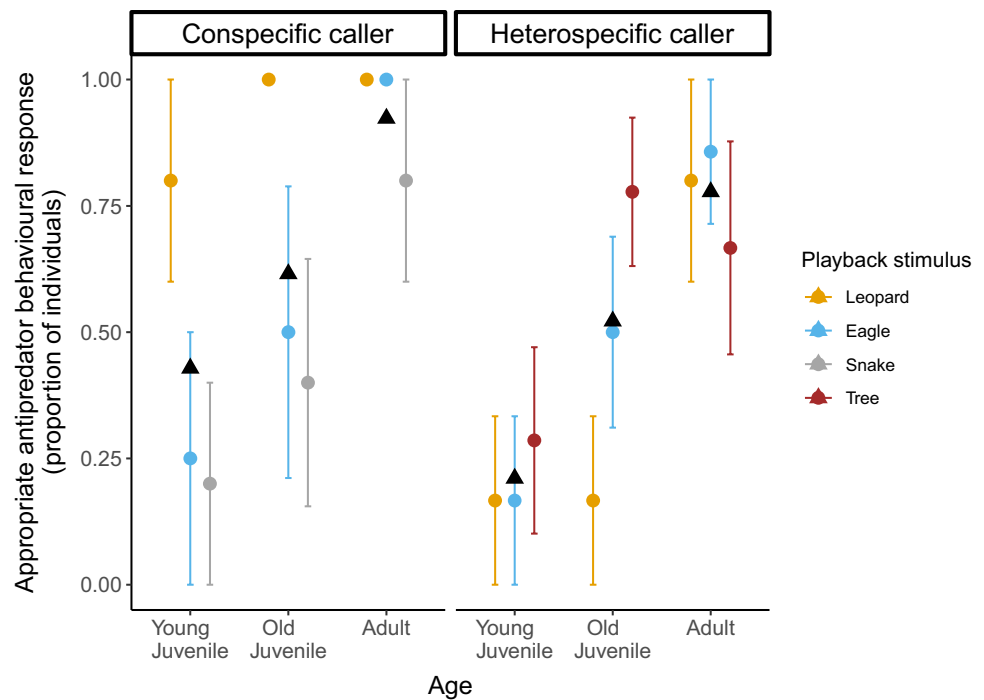 Conspecific caller
Heterospecific caller
Appropriate antipredator behavioural response
(proportion of individuals)
1.00
0.75
0.50
0.25
0.00
Young
Juvenile
Old
Juvenile
Adult
Young
Juvenile
Old
Juvenile
Adult
Age
Playback stimulus
Leopard
Eagle
Snake
Tree